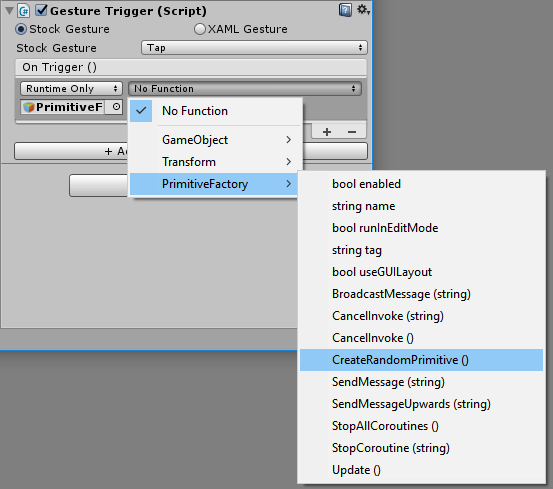 Gesture Trigger (Script)
Stock Gesture
XAML Gesture
Stock Gesture
Tap
On Trigger ()
Runtime Only
No Function
PrimitiveF
No Function
GameObject
Transform
PrimitiveFactory
+ A
bool enabled
string name
bool runInEditMode
string tag
bool useGUILayout
BroadcastMessage (string)
CancelInvoke (string)
CancelInvoke ()
CreateRandomPrimitive ()
SendMessage (string)
SendMessageUpwards (string)
StopAllCoroutines ()
StopCoroutine (string)
Update ()